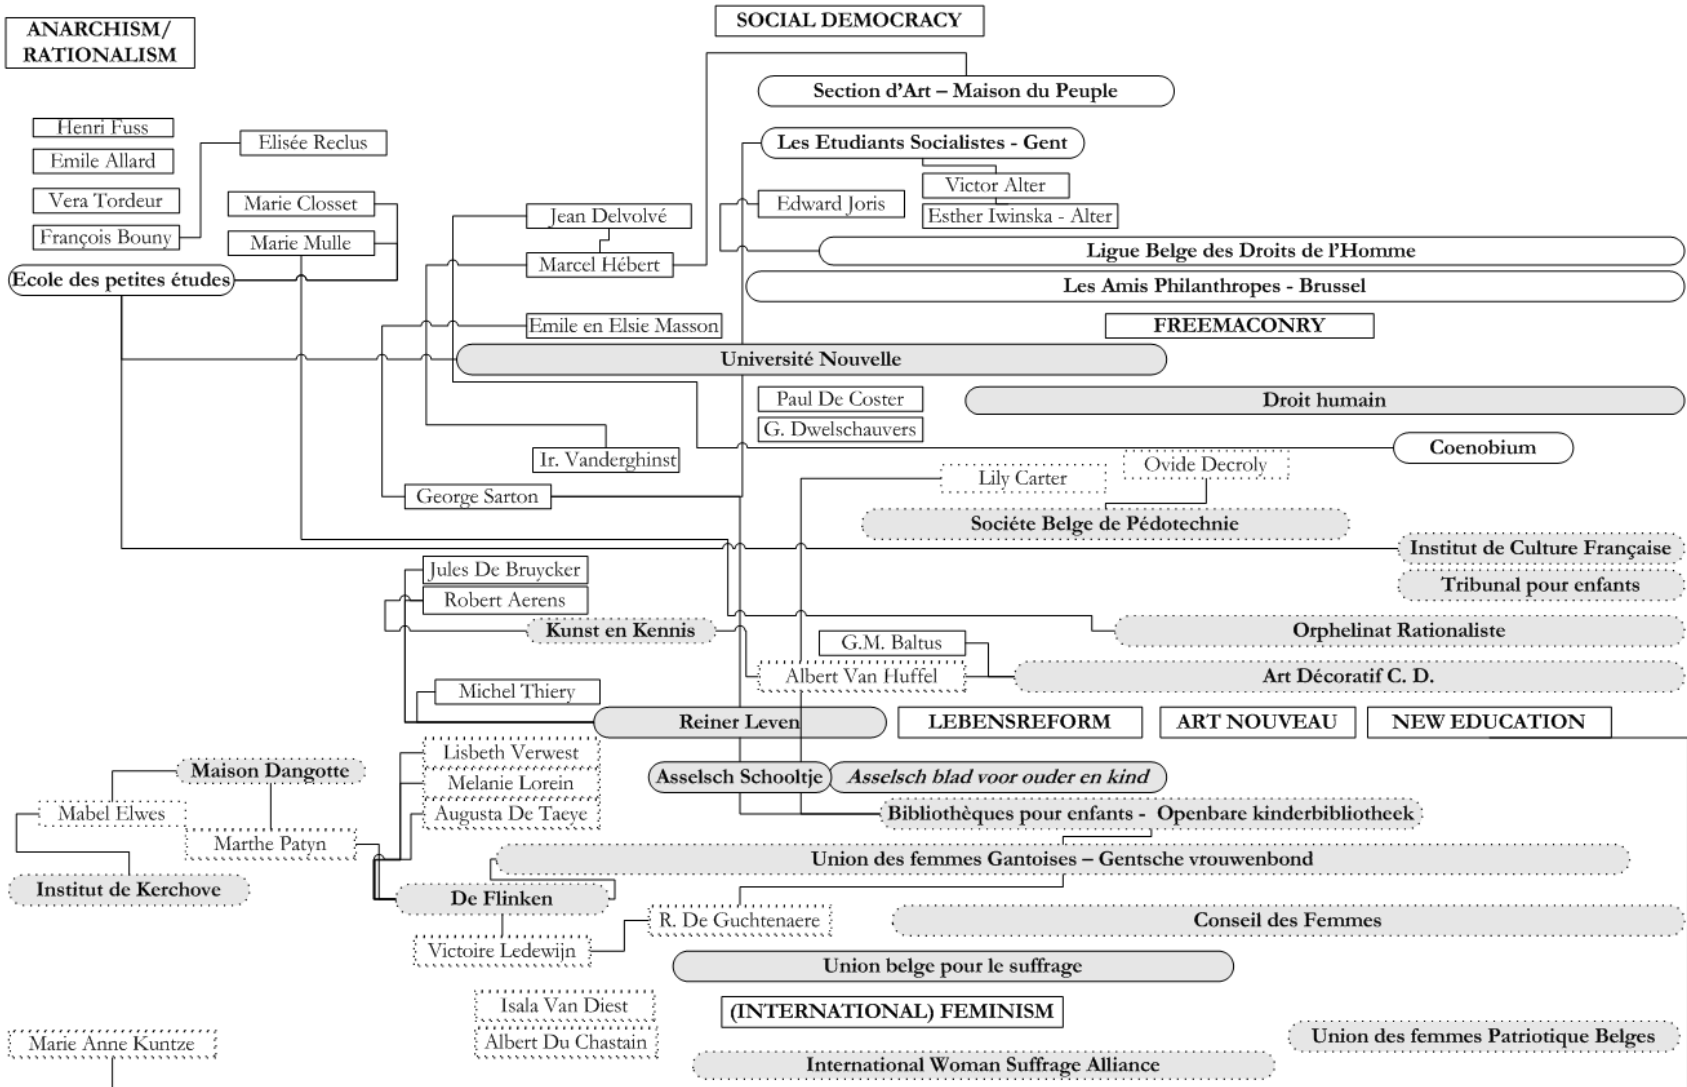 ANARCHISM/
RATIONALISM
SOCIAL DEMOCRACY
Section d'Art – Maison du Peuple
Henri Fuss
Elisée Reclus
Les Etudiants Socialistes - Gent
Emile Allard
Victor Alter
Vera Tordeur
Marie Closset
Edward Joris
Jean Delvolvé
Esther Iwinska - Alter
François Bouny
Marie Mulle
Ligue Belge des Droits de l'Homme
Marcel Hébert
Ecole des petites études
Les Amis Philanthropes - Brussel
Emile en Elsie Masson
FREEMACONRY
Université Nouvelle
Paul De Coster
Droit humain
G. Dwelschauvers
Coenobium
Ir. Vanderghinst
Ovide Decroly
Lily Carter
George Sarton
Sociéte Belge de Pédotechnie
Institut de Culture Française
Jules De Bruycker
Tribunal pour enfants
Robert Aerens
Kunst en Kennis
Orphelinat Rationaliste
G.M. Baltus
Albert Van Huffel
Art Décoratif C. D.
Michel Thiery
Reiner Leven
LEBENSREFORM
ART NOUVEAU
NEW EDUCATION
Lisbeth Verwest
Maison Dangotte
Melanie Lorein
Asselsch Schooltje
Asselsch blad voor ouder en kind
Mabel Elwes
Augusta De Taeye
Bibliothèques pour enfants - Openbare kinderbibliotheek
Marthe Patyn
Union des femmes Gantoises – Gentsche vrouwenbond
Institut de Kerchove
De Flinken
R. De Guchtenaere
Conseil des Femmes
Victoire Ledewijn
Union belge pour le suffrage
Isala Van Diest
(INTERNATIONAL) FEMINISM
Marie Anne Kuntze
Albert Du Chastain
Union des femmes Patriotique Belges
International Woman Suffrage Alliance